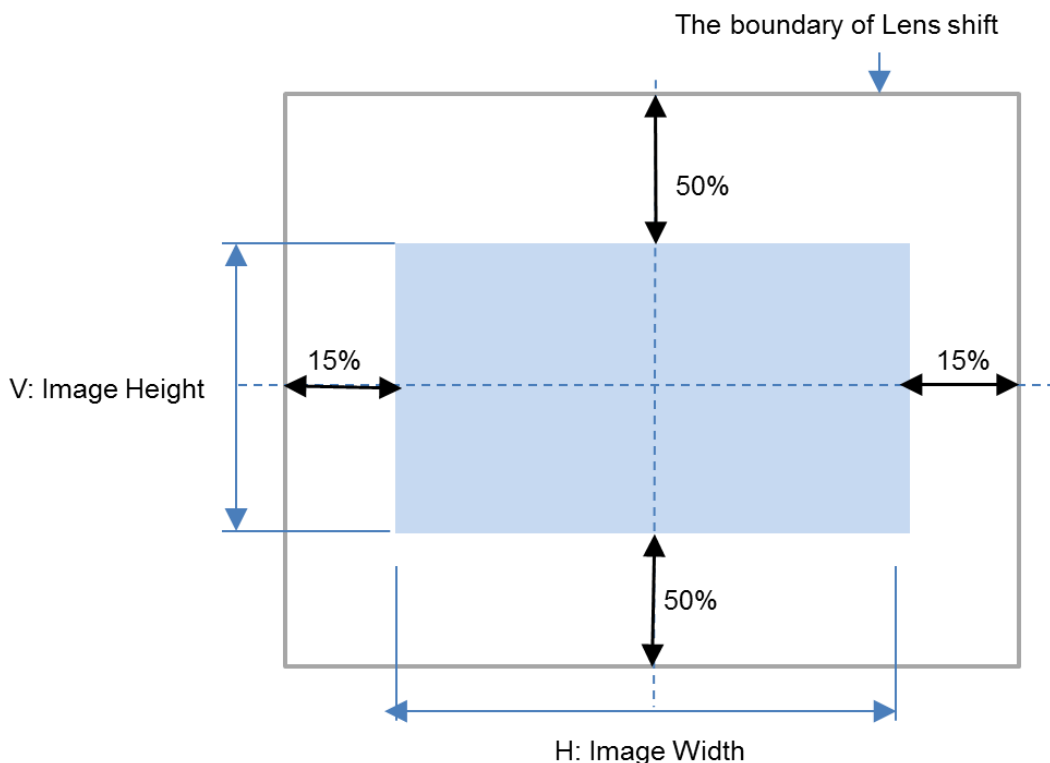 The boundary of Lens shift
50%
15%
15%
V: Image Height
50%
H: Image Width